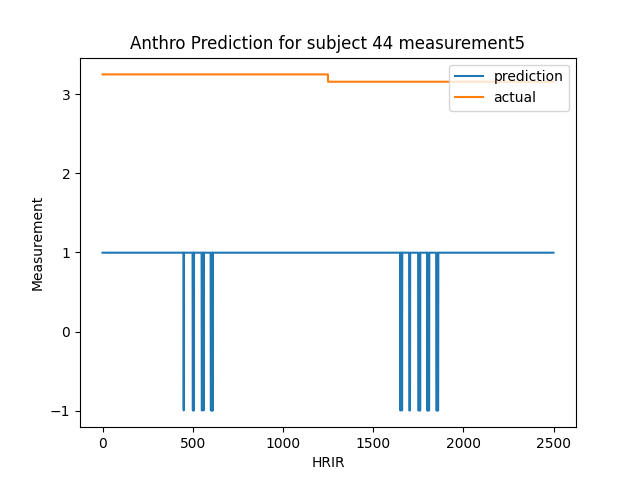 Anthro Prediction for subject 44 measurement5
prediction
actual
3
2
1
0
−1
Measurement
0
500
1000
1500
2000
2500
HRIR